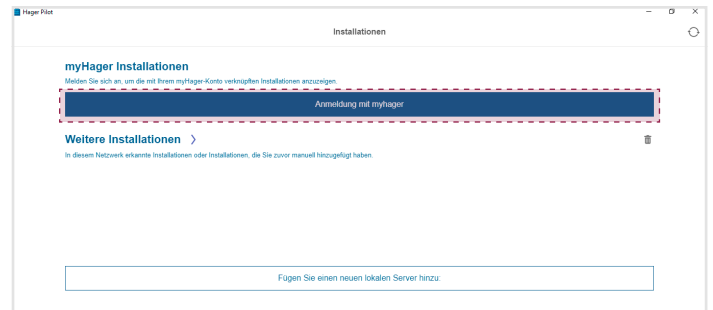 Hager Pilot
Installationen
myHager Installationen
Melden Sie sich an, um die mit Ihrem myHager-Konto verknüpften Installationen anzuzeigen.
Anmeldung mit myhager
Weitere Installationen
In diesem Netzwerk erkannte Installationen oder Installationen, die Sie zuvor manuell hinzugefügt haben.
Fügen Sie einen neuen lokalen Server hinzu: